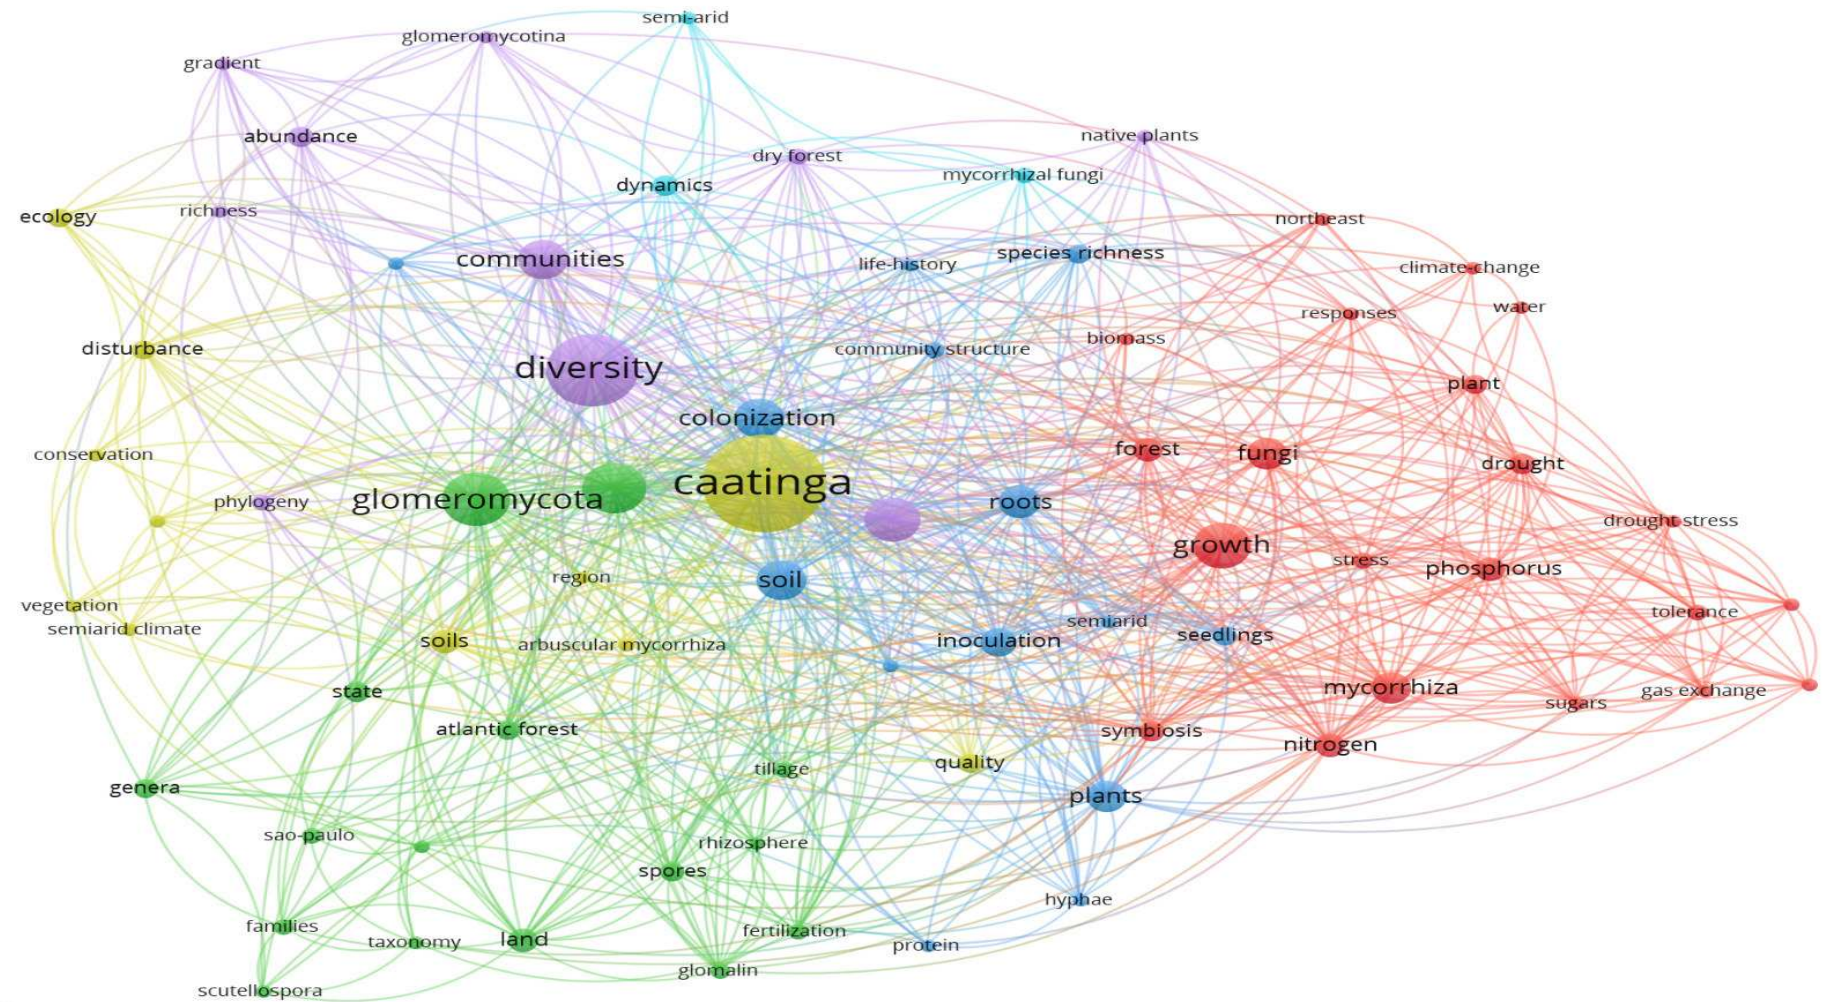 semi-arid
glomeromycotina
gradient
abundance
native plants
dry forest
mycorrhizal fungi
dynamics
richness
ecology
northeast
species richness
communities
life-history
climate-change
water
responses
biomass
disturbance
community structure
diversity
plant
colonization
forest
fungi
conservation
drought
caatinga
glomeromycota
phylogeny
roots
drought stress
growth
stress
phosphorus
region
soil
vegetation
tolerance
semiarid
semiarid climate
seedlings
soils
arbuscular mycorrhiza
inoculation
mycorrhiza
state
gas exchange
sugars
atlantic forest
symbiosis
nitrogen
quality
tillage
genera
plants
sao-paulo
rhizosphere
spores
hyphae
families
fertilization
land
taxonomy
protein
glomalin
scutellospora